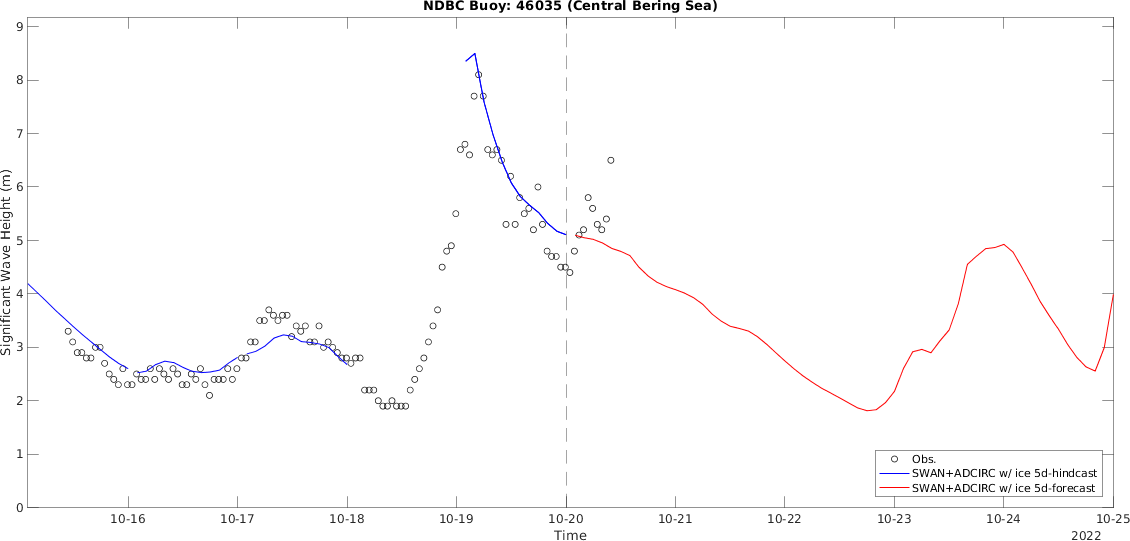 NDBC Buoy: 46035 (Central Bering Sea)
9
8
7
6
5
4
3
2
1
0
Significant Wave Height (m)
10-16 10-17 10-18 10-19 10-20 10-21 10-22 10-23 10-24 10-25
Time
2022
Obs.
SWAN+ADCIRC w/ ice 5d-hindcast
SWAN+ADCIRC w/ ice 5d-forecast